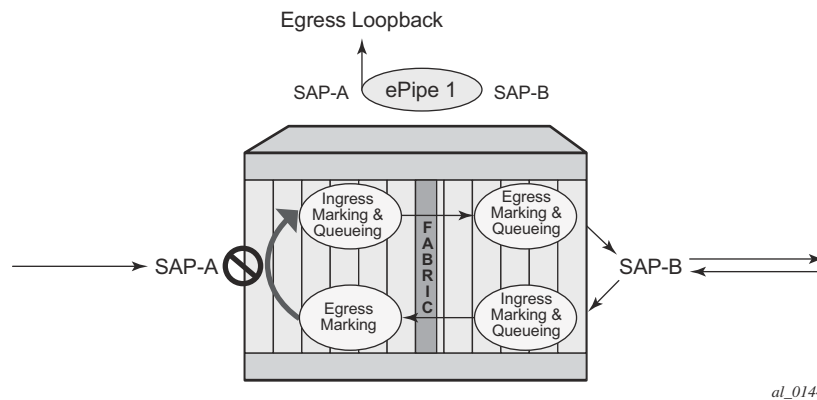 Egress Loopback
SAP-A
ePipe 1
SAP-B
Ingress
Marking &
Queueing
Egress
Marking &
Queueing
FABRIC
SAP-A
SAP-B
Egress
Marking
Ingress
Marking &
Queueing